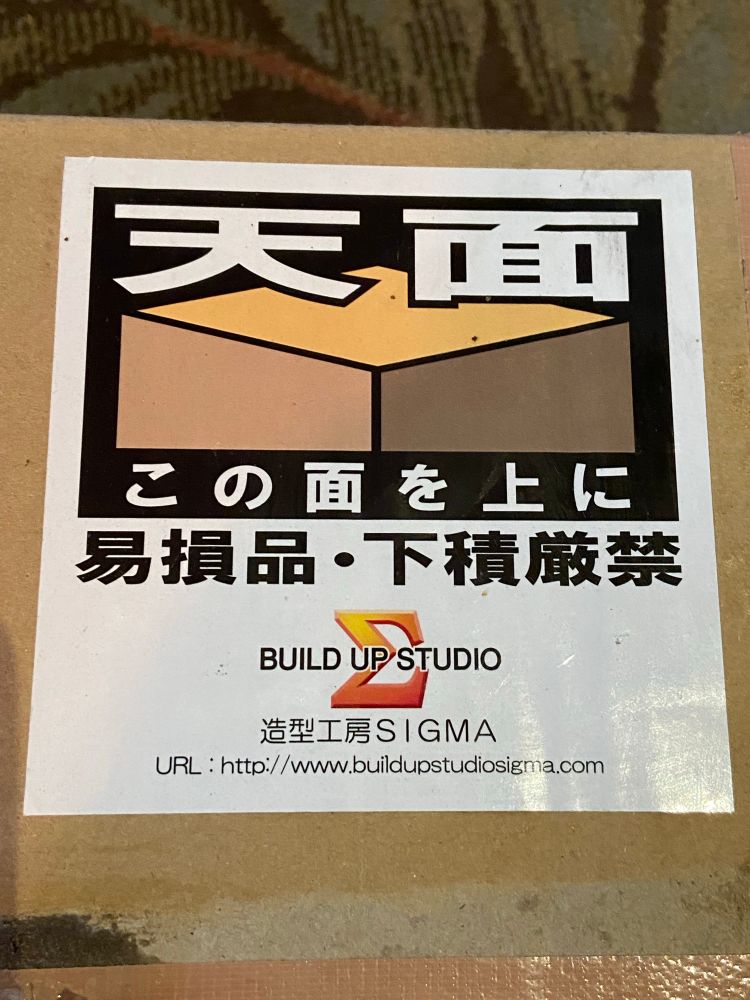 天面
この面を上に
易損品・下積厳禁
Σ
BUILD UP STUDIO
造型工房SIGMA
URL：http://www.buildupstudiosigma.com